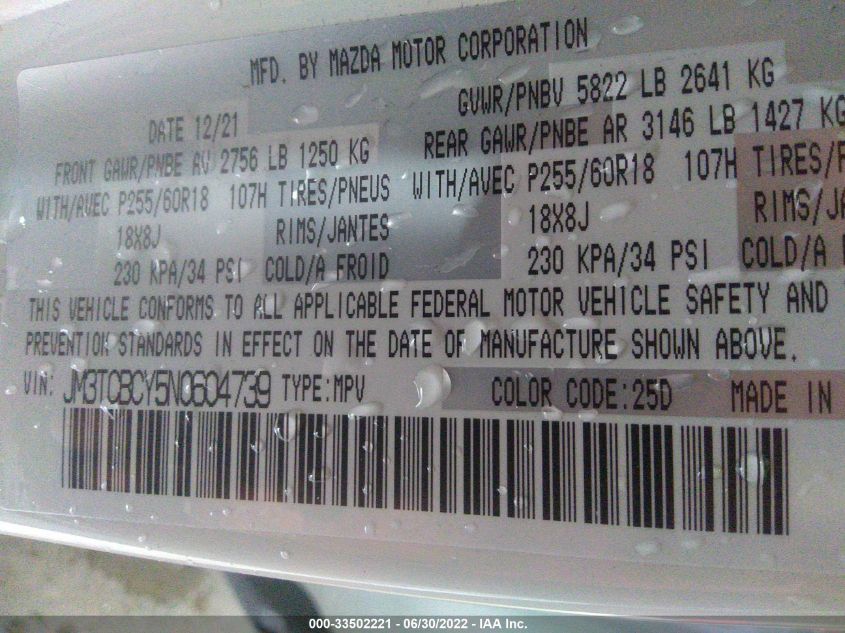 MFD. BY MAZDA MOTOR CORPORATION
DATE 12/21 GVWR/PNBV 5822 LB 2641 KG
FRONT GAWR/PNBE AV 2756 LB 1250 KG REAR GAWR/PNBE AR 3146 LB 1427 KG
WITH/AVEC P255/60R18 107H TIRES/PNEUS WITH/AVEC P255/60R18 107H TIRES/P
18X8J RIMS/JANTES 18X8J RIMS/JA
230 KPA/34 PSI COLD/A FROID 230 KPA/34 PSI COLD/A F
THIS VEHICLE CONFORMS TO ALL APPLICABLE FEDERAL MOTOR VEHICLE SAFETY AND
PREVENTION STANDARDS IN EFFECT ON THE DATE OF MANUFACTURE SHOWN ABOVE.
VIN: JM3TCBCY5N0604739 TYPE:MPV COLOR CODE:25D MADE IN
000-33502221 - 06/30/2022 - IAA Inc.